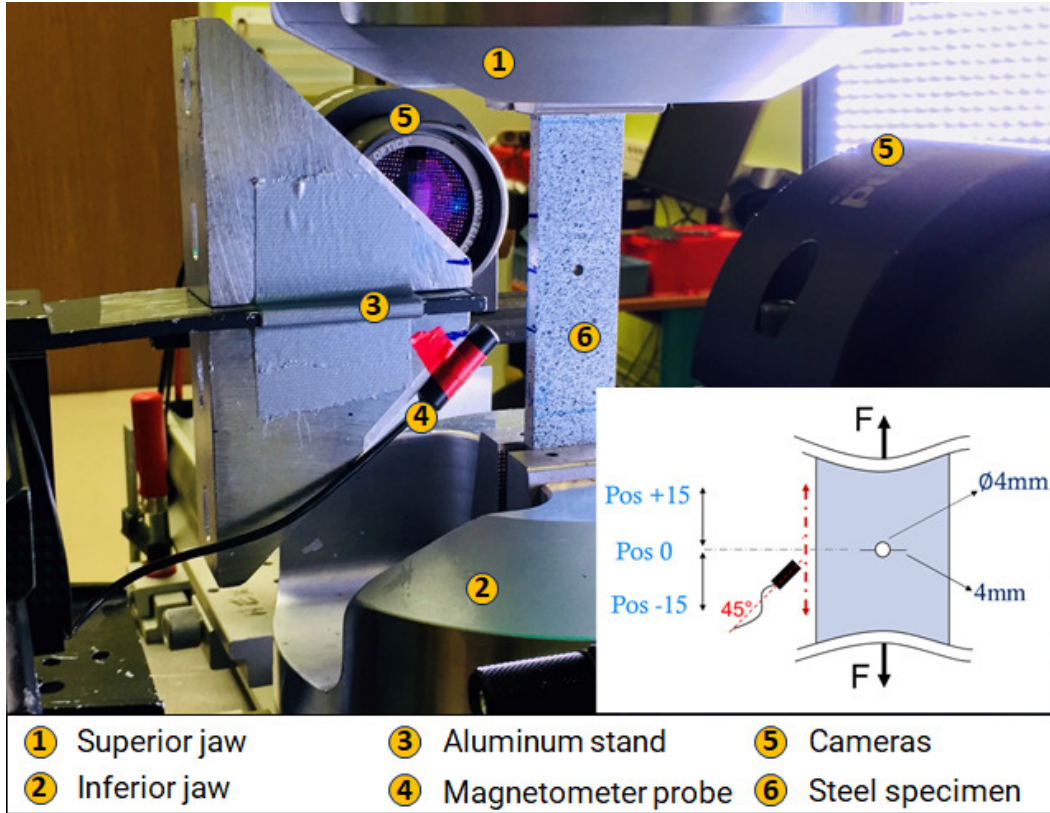 1
5
OPTICA
5
3
6
4
2
F
Pos +15
Ø4mm
Pos 0
Pos -15
45°
4mm
F
1 Superior jaw
3 Aluminum stand
5 Cameras
2 Inferior jaw
4 Magnetometer probe
6 Steel specimen